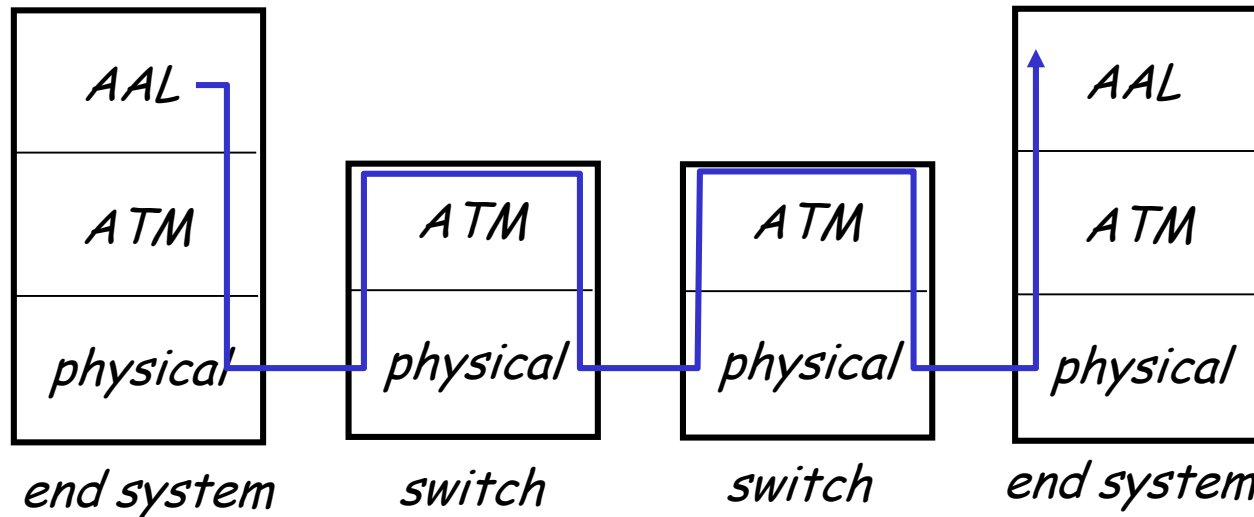 AAL
ATM
physical
end system
ATM
physical
switch
ATM
physical
switch
AAL
ATM
physical
end system